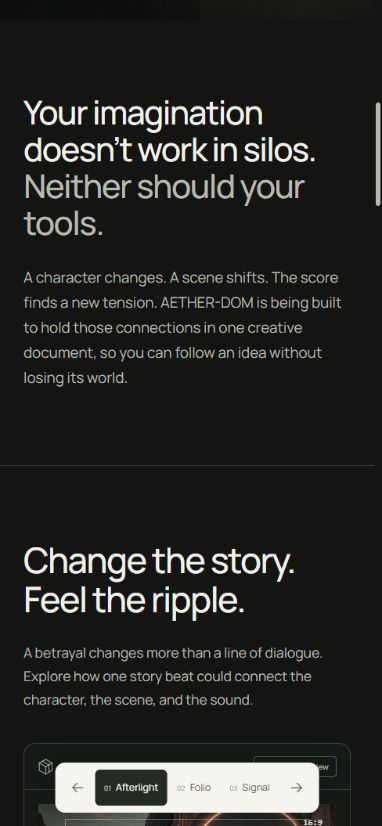 Your imagination
doesn't work in silos.
Neither should your
tools.
A character changes. A scene shifts. The score
finds a new tension. AETHER-DOM is being built
to hold those connections in one creative
document, so you can follow an idea without
losing its world.
Change the story.
Feel the ripple.
A betrayal changes more than a line of dialogue.
Explore how one story beat could connect the
character, the scene, and the sound.
← 01 Afterlight 02 Folio 03 Signal →
16:9